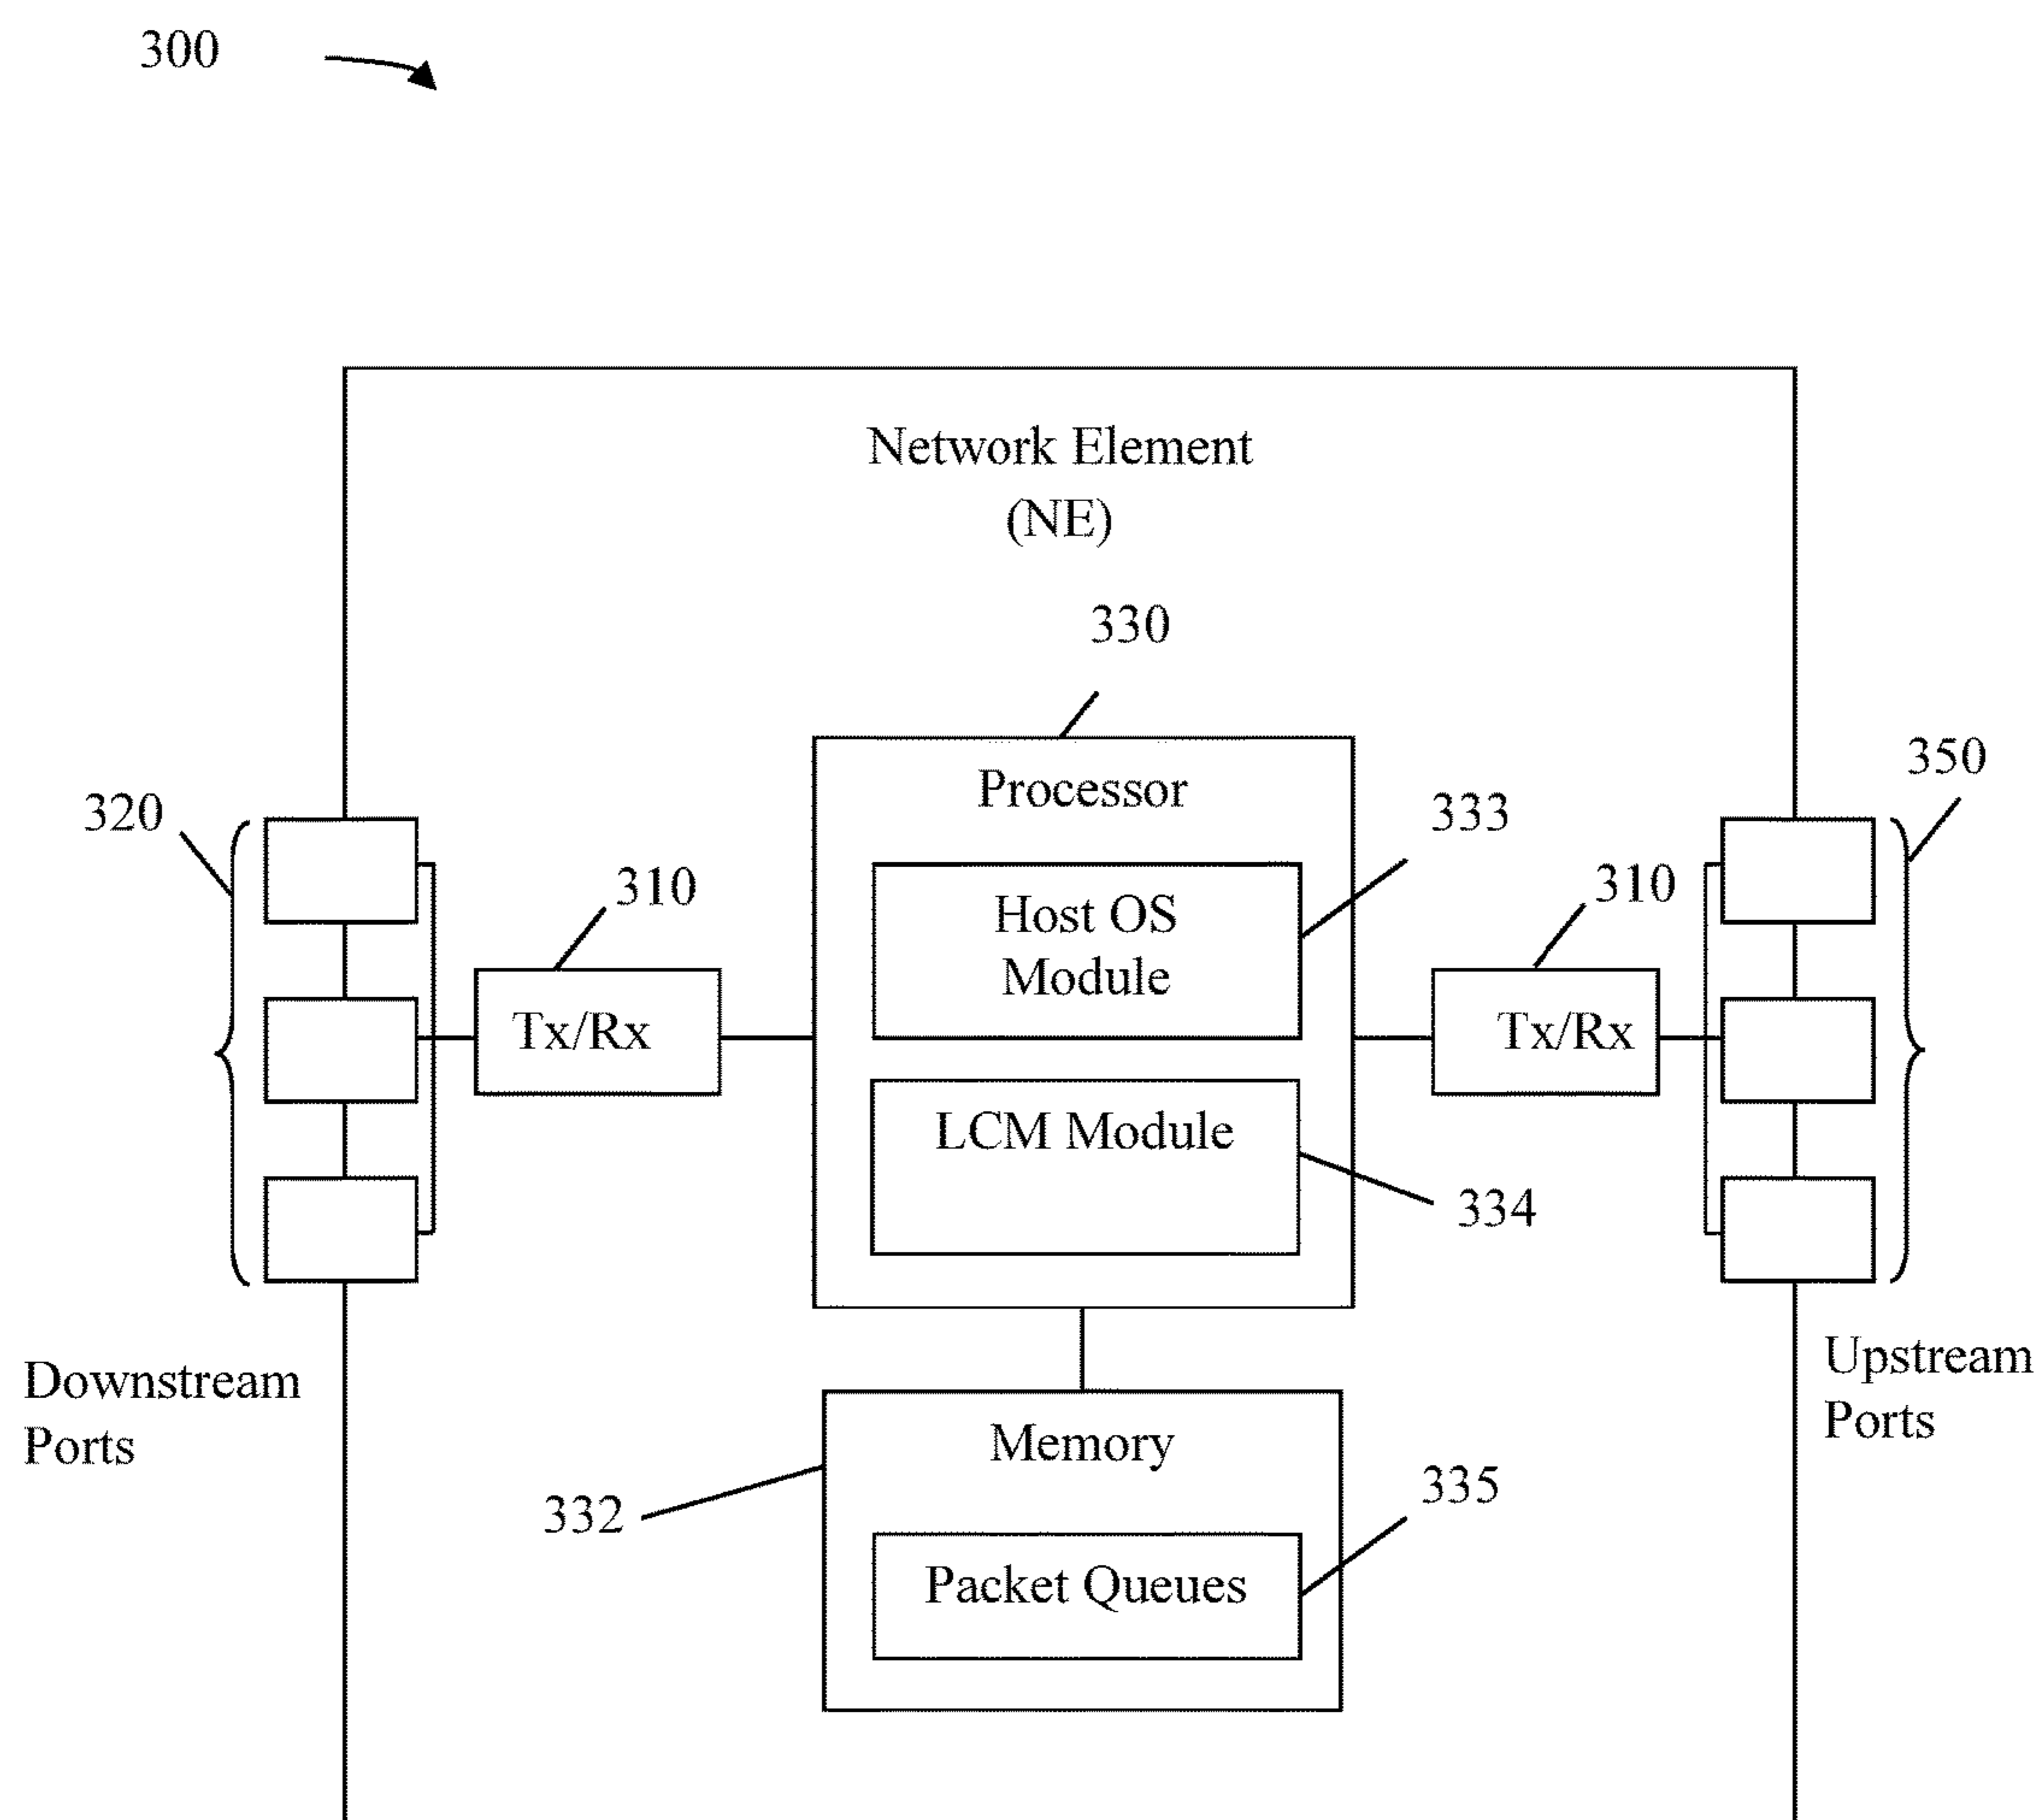 300
Network Element
(NE)
330
Processor
350
320
333
310
Host OS
Module
310
Tx/Rx
Tx/Rx
LCM Module
334
Downstream
Ports
Upstream
Ports
Memory
332
335
Packet Queues